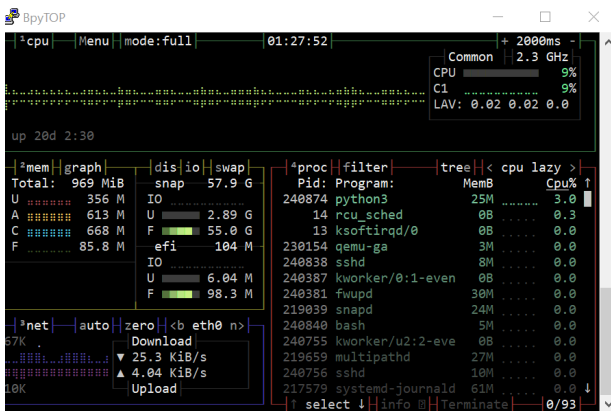 BpyTOP
¹cpu Menu mode:full 01:27:52 + 2000ms -
Common 2.3 GHz
CPU 9%
C1 9%
LAV: 0.02 0.02 0.0
up 20d 2:30
²mem graph
Total: 969 MiB
U 356 M
A 613 M
C 668 M
F 85.8 M
dis io swap
snap 57.9 G
IO
U 2.89 G
F 55.0 G
efi 104 M
IO
U 6.04 M
F 98.3 M
³net auto zero <b eth0 n>
67K
Download
▼ 25.3 KiB/s
▲ 4.04 KiB/s
10K
Upload
⁴proc filter tree < cpu lazy >
Pid: Program: MemB Cpu% ↑
240874 python3 25M 3.0
14 rcu_sched 0B 0.3
13 ksoftirqd/0 0B 0.0
230154 qemu-ga 3M 0.0
240838 sshd 8M 0.0
240387 kworker/0:1-even 0B 0.0
240381 fwupd 30M 0.0
219039 snapd 24M 0.0
240840 bash 5M 0.0
240755 kworker/u2:2-eve 0B 0.0
219659 multipathd 27M 0.0
240756 sshd 10M 0.0
217579 systemd-journald 61M 0.0 ↓
↑ select ↓ info Terminate 0/93